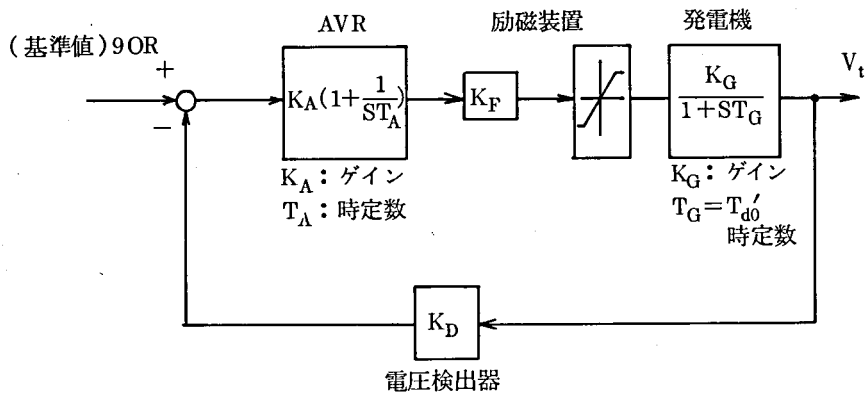 AVR
励磁装置
発電機
(基準値)90R
+
−
K_A(1+1/ST_A)
K_F
K_G/1+ST_G
V_t
K_A：ゲイン
T_A：時定数
K_G：ゲイン
T_G=T_d0′
時定数
K_D
電圧検出器